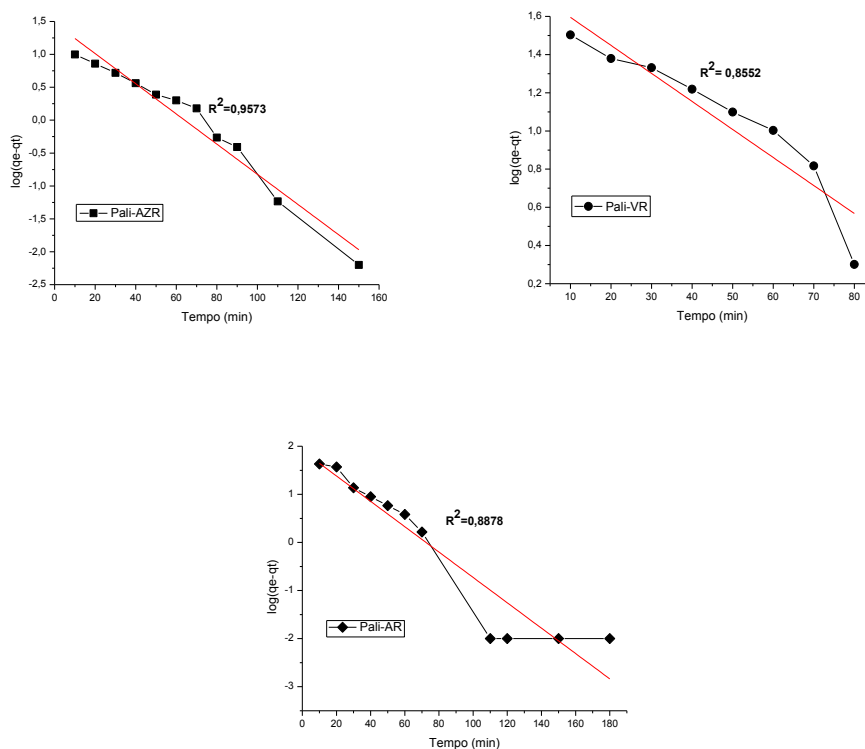 1,5
1,0
0,5
0,0
-0,5
-1,0
-1,5
-2,0
-2,5
log(qe-qt)
R²=0,9573
Pali-AZR
0 20 40 60 80 100 120 140 160
Tempo (min)
1,6
1,4
1,2
1,0
0,8
0,6
0,4
0,2
log(qe-qt)
R²= 0,8552
Pali-VR
10 20 30 40 50 60 70 80
Tempo (min)
2
1
0
-1
-2
-3
log(qe-qt)
R²=0,8878
Pali-AR
0 20 40 60 80 100 120 140 160 180
Tempo (min)